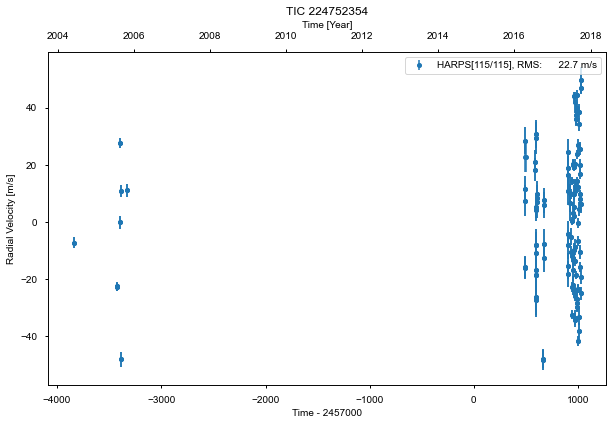 TIC 224752354
Time [Year]
2004 2006 2008 2010 2012 2014 2016 2018
HARPS[115/115], RMS: 22.7 m/s
40
20
0
−20
−40
Radial Velocity [m/s]
−4000 −3000 −2000 −1000 0 1000
Time - 2457000